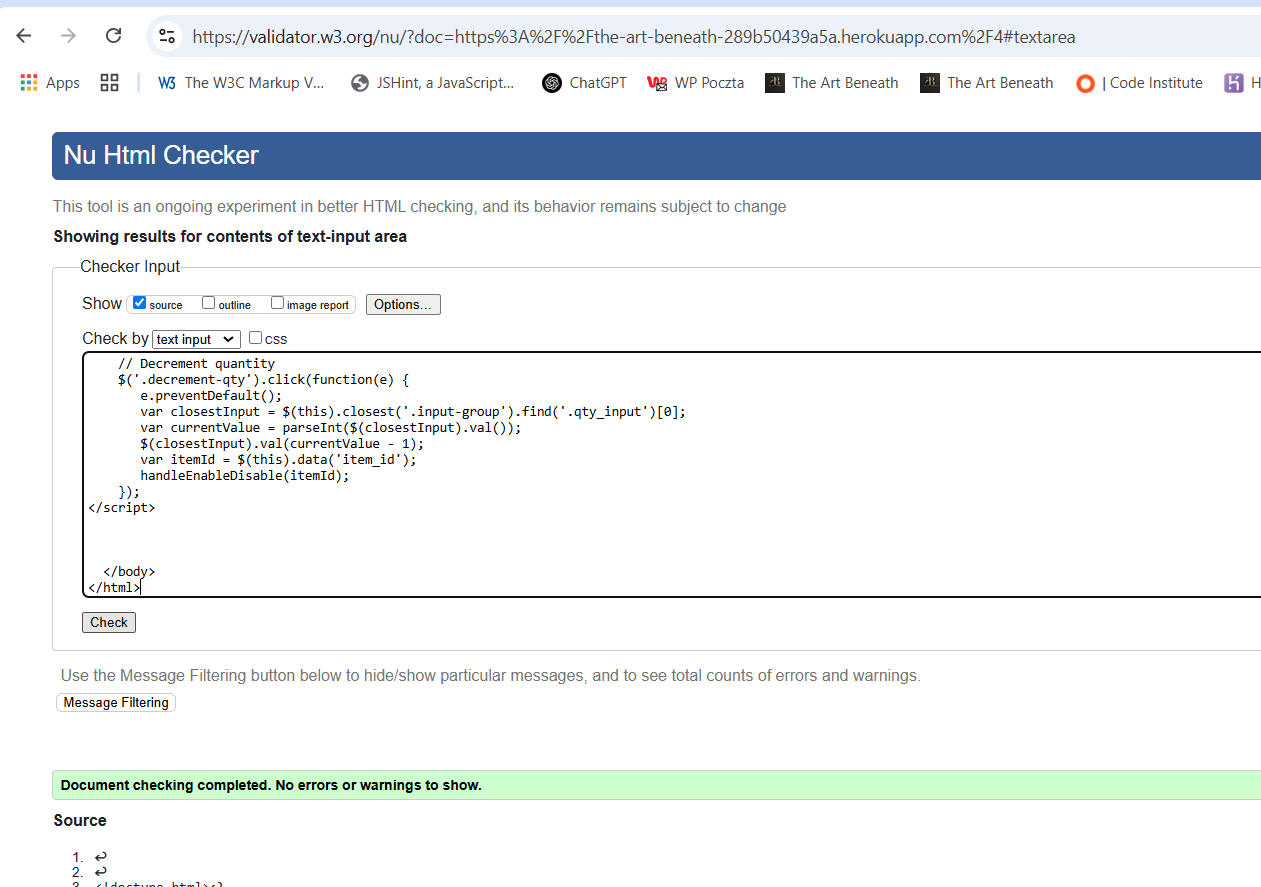 https://validator.w3.org/nu/?doc=https%3A%2F%2Fthe-art-beneath-289b50439a5a.herokuapp.com%2F4#textarea
Apps W3 The W3C Markup V... JSHint, a JavaScript... ChatGPT WP Poczta The Art Beneath The Art Beneath | Code Institute H
Nu Html Checker
This tool is an ongoing experiment in better HTML checking, and its behavior remains subject to change
Showing results for contents of text-input area
Checker Input
Show source outline image report Options...
Check by text input css
// Decrement quantity
$('.decrement-qty').click(function(e) {
e.preventDefault();
var closestInput = $(this).closest('.input-group').find('.qty_input')[0];
var currentValue = parseInt($(closestInput).val());
$(closestInput).val(currentValue - 1);
var itemId = $(this).data('item_id');
handleEnableDisable(itemId);
});
</script>
</body>
</html>
Check
Use the Message Filtering button below to hide/show particular messages, and to see total counts of errors and warnings.
Message Filtering
Document checking completed. No errors or warnings to show.
Source
1. ↩
2. ↩
3. <!doctype html>↩